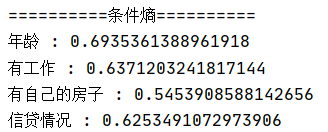 ==========条件熵==========
年龄 : 0.6935361388961918
有工作 : 0.6371203241817144
有自己的房子 : 0.5453908588142656
信贷情况 : 0.6253491072973906